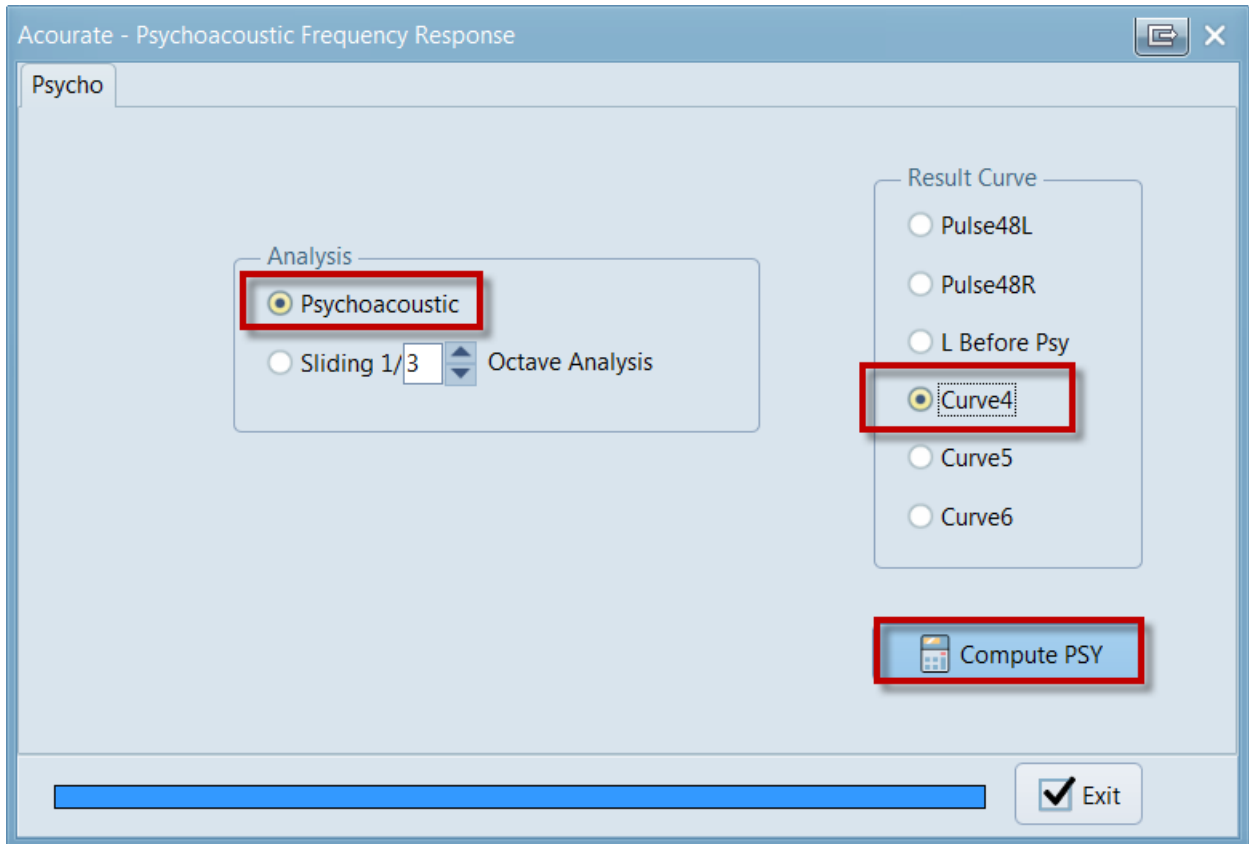 Acourate - Psychoacoustic Frequency Response
Psycho
Analysis
Psychoacoustic
Sliding 1/3 Octave Analysis
Result Curve
Pulse48L
Pulse48R
L Before Psy
Curve4
Curve5
Curve6
Compute PSY
Exit